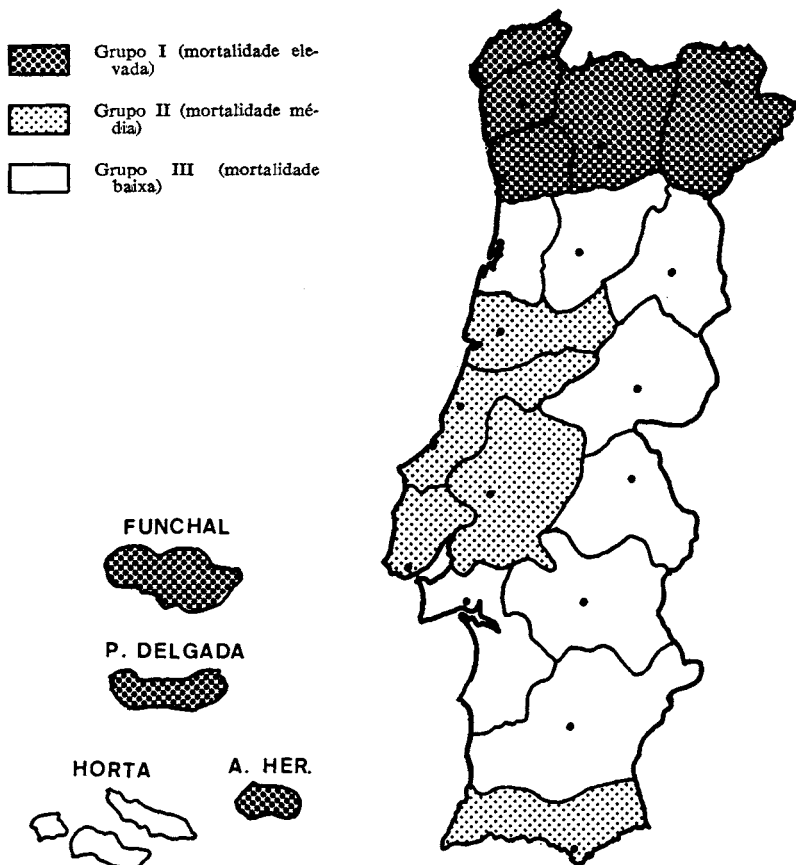 Grupo I (mortalidade ele-
vada)
Grupo II (mortalidade mé-
dia)
Grupo III (mortalidade
baixa)
FUNCHAL
P. DELGADA
HORTA
A. HER.